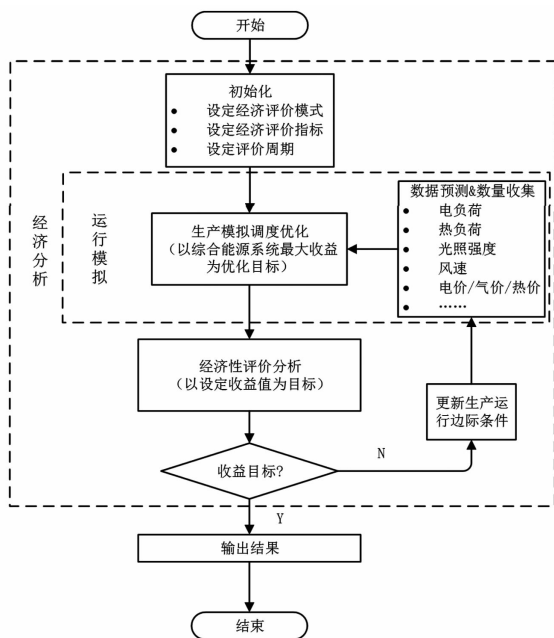 开始
初始化
● 设定经济评价模式
● 设定经济评价指标
● 设定评价周期
经济分析
运行模拟
生产模拟调度优化
（以综合能源系统最大收益
为优化目标）
数据预测&数量收集
● 电负荷
● 热负荷
● 光照强度
● 风速
● 电价/气价/热价
● ……
经济性评价分析
（以设定收益值为目标）
更新生产运
行边际条件
收益目标?
N
Y
输出结果
结束